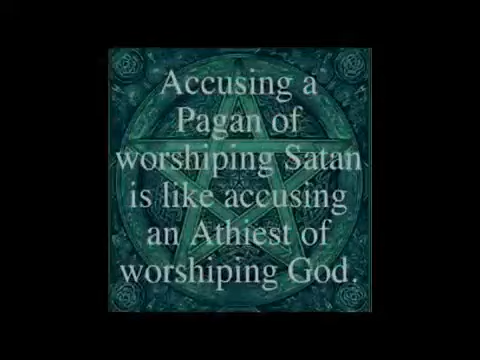 Accusing a
Pagan of
worshiping Satan
is like accusing
an Athiest of
worshiping God.